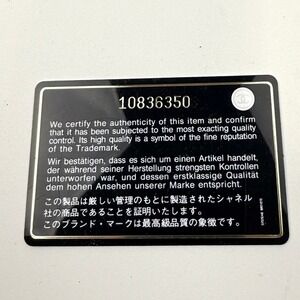 10836350
We certify the authenticity of this item and confirm
that it has been subjected to the most exacting quality
control. Its high quality is a symbol of the fine reputation
of the Trademark.
Wir bestätigen, dass es sich um einen Artikel handelt,
der während seiner Herstellung strengsten Kontrollen
unterworfen war, und dessen erstklassige Qualität
dem hohen Ansehen unserer Marke entspricht.
この製品は厳しい管理のもとに製造されたシャネル
社の商品であることを証明いたします。
このブランド・マークは最高級品質の象徴です。